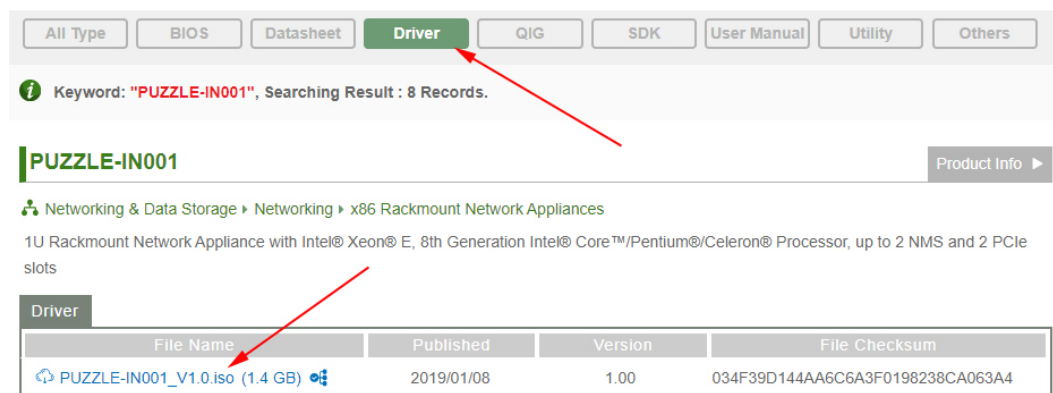 All Type BIOS Datasheet Driver QIG SDK User Manual Utility Others
Keyword: "PUZZLE-IN001", Searching Result : 8 Records.
PUZZLE-IN001 Product Info
Networking & Data Storage Networking x86 Rackmount Network Appliances
1U Rackmount Network Appliance with Intel® Xeon® E, 8th Generation Intel® Core™/Pentium®/Celeron® Processor, up to 2 NMS and 2 PCIe
slots
Driver
File Name Published Version File Checksum
PUZZLE-IN001_V1.0.iso (1.4 GB) 2019/01/08 1.00 034F39D144AA6C6A3F0198238CA063A4